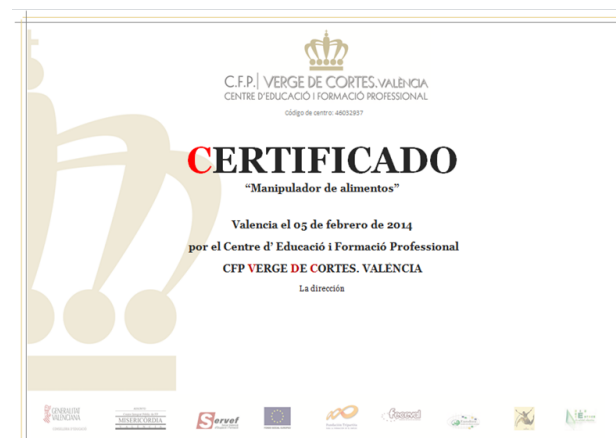 C.F.P. VERGE DE CORTES.VALÈNCIA
CENTRE D'EDUCACIÓ I FORMACIÓ PROFESSIONAL
Código de centro: 46032937
CERTIFICADO
“Manipulador de alimentos”
Valencia el 05 de febrero de 2014
por el Centre d’ Educació i Formació Professional
CFP VERGE DE CORTES. VALÈNCIA
La dirección
GENERALITAT
VALENCIANA
MISERICORDIA
Servef